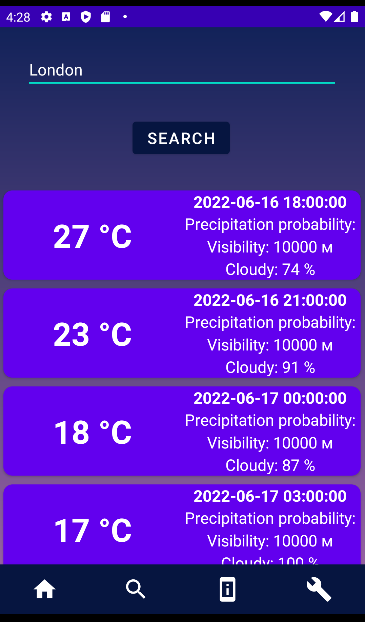 4:28
London
SEARCH
27 °C
2022-06-16 18:00:00
Precipitation probability:
Visibility: 10000 м
Cloudy: 74 %
23 °C
2022-06-16 21:00:00
Precipitation probability:
Visibility: 10000 м
Cloudy: 91 %
18 °C
2022-06-17 00:00:00
Precipitation probability:
Visibility: 10000 м
Cloudy: 87 %
17 °C
2022-06-17 03:00:00
Precipitation probability:
Visibility: 10000 м
Cloudy: 100 %